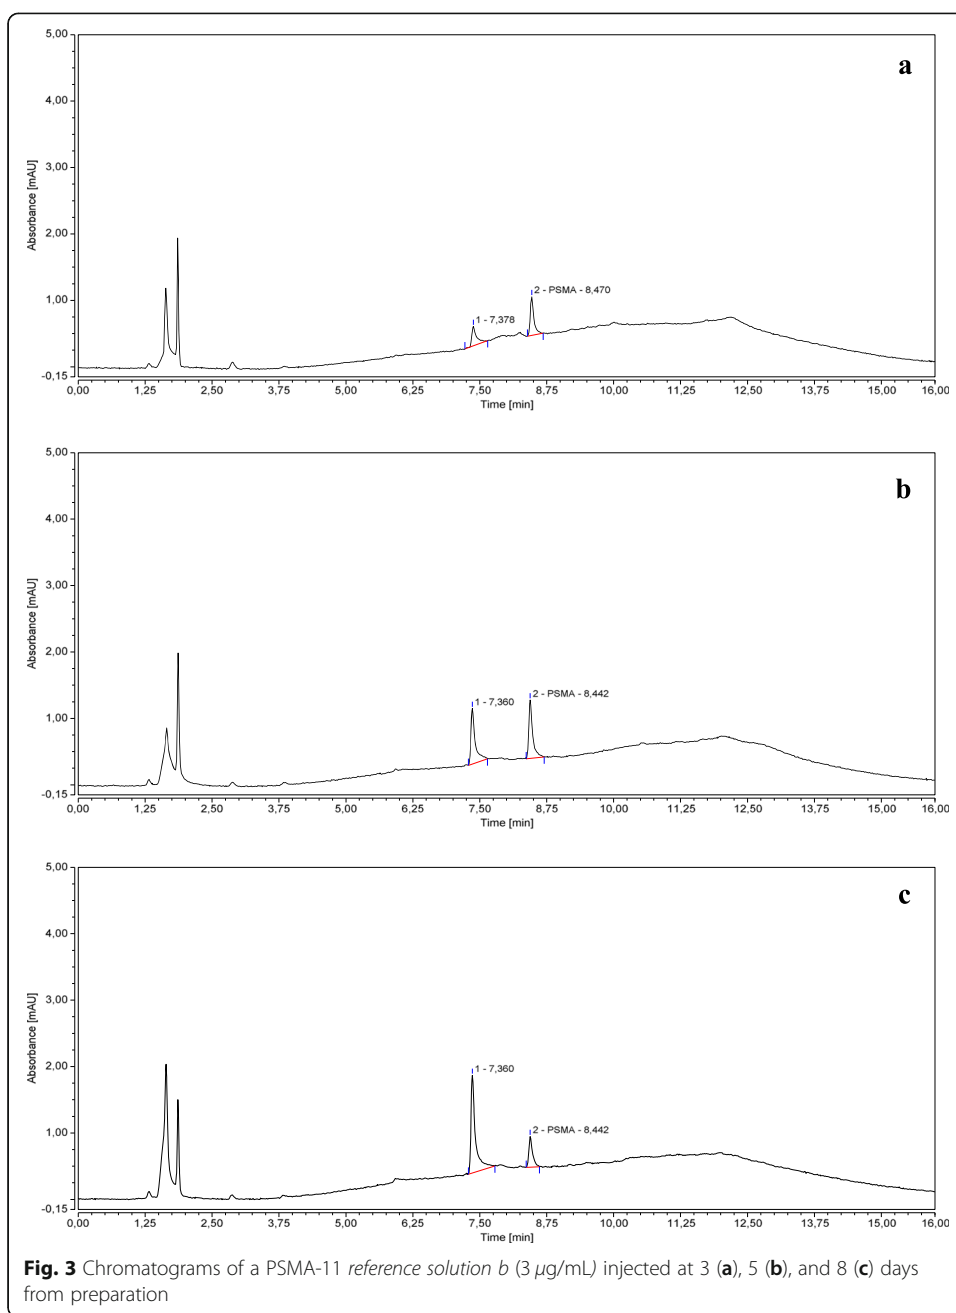 a
5,00
4,00
3,00
2,00
1,00
-0,15
Absorbance [mAU]
1 - 7,378
2 - PSMA - 8,470
0,00 1,25 2,50 3,75 5,00 6,25 7,50 8,75 10,00 11,25 12,50 13,75 15,00 16,00
Time [min]
b
5,00
4,00
3,00
2,00
1,00
-0,15
Absorbance [mAU]
1 - 7,360
2 - PSMA - 8,442
0,00 1,25 2,50 3,75 5,00 6,25 7,50 8,75 10,00 11,25 12,50 13,75 15,00 16,00
Time [min]
c
5,00
4,00
3,00
2,00
1,00
-0,15
Absorbance [mAU]
1 - 7,360
2 - PSMA - 8,442
0,00 1,25 2,50 3,75 5,00 6,25 7,50 8,75 10,00 11,25 12,50 13,75 15,00 16,00
Time [min]
Fig. 3 Chromatograms of a PSMA-11 reference solution b (3 μg/mL) injected at 3 (a), 5 (b), and 8 (c) days
from preparation